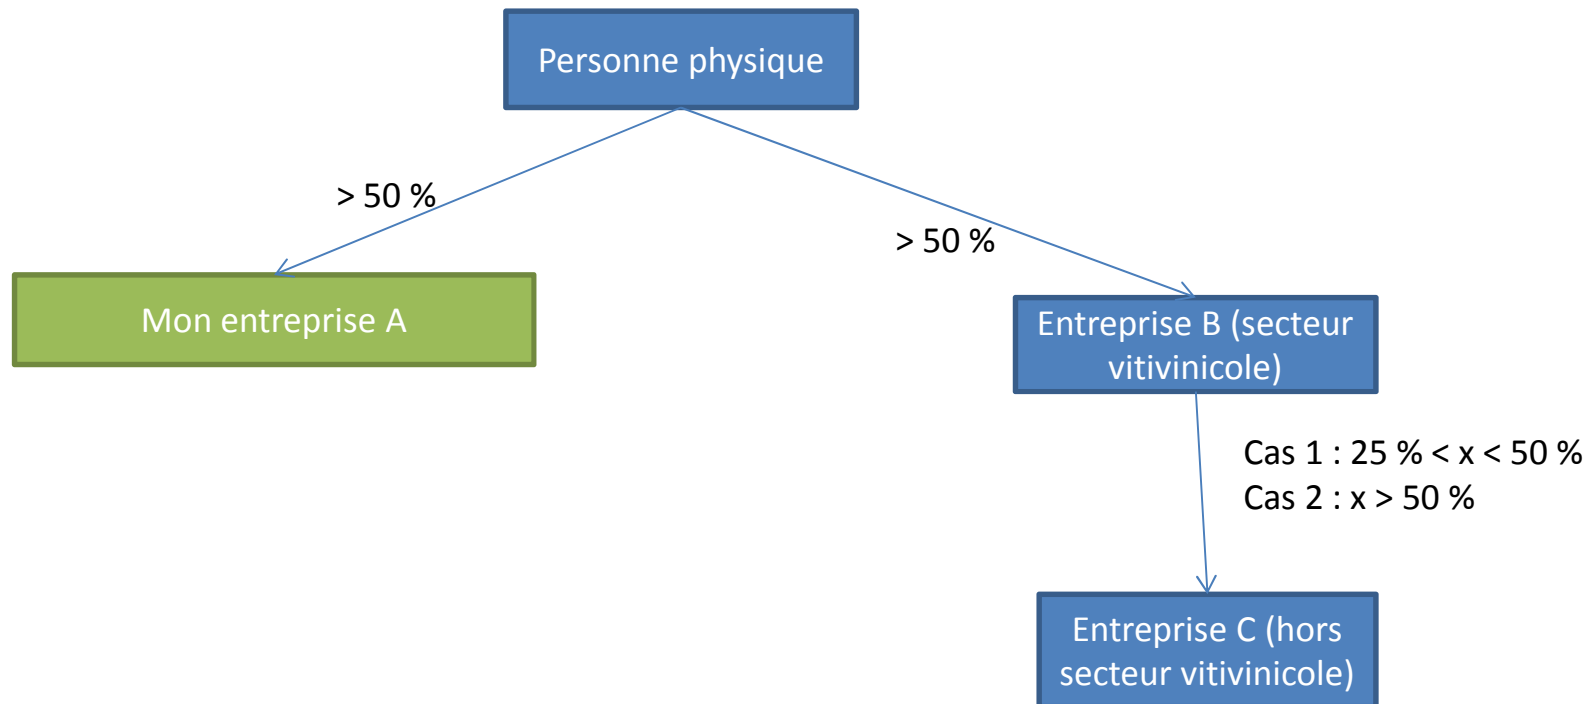 Personne physique
> 50 %
> 50 %
Mon entreprise A
Entreprise B (secteur
vitivinicole)
Cas 1 : 25 % < x < 50 %
Cas 2 : x > 50 %
Entreprise C (hors
secteur vitivinicole)